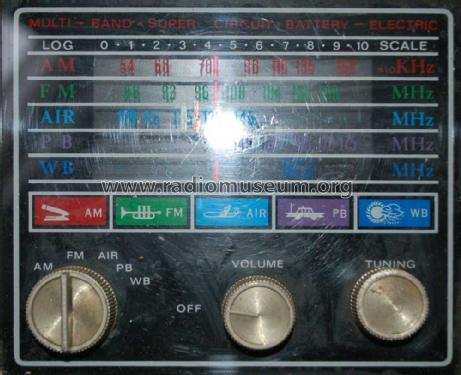 MULTI - BAND - SUPER CIRCUIT - BATTERY - ELECTRIC
LOG 0 · 1 · 2 · 3 · 4 · 5 · 6 · 7 · 8 · 9 · 10 SCALE
AM 54 60 70 KHz
FM 88 100 MHz
AIR MHz
PB MHz
WB MHz
www.radiomuseum.org
AM FM AIR PB WB
AM FM AIR PB WB
VOLUME TUNING
OFF